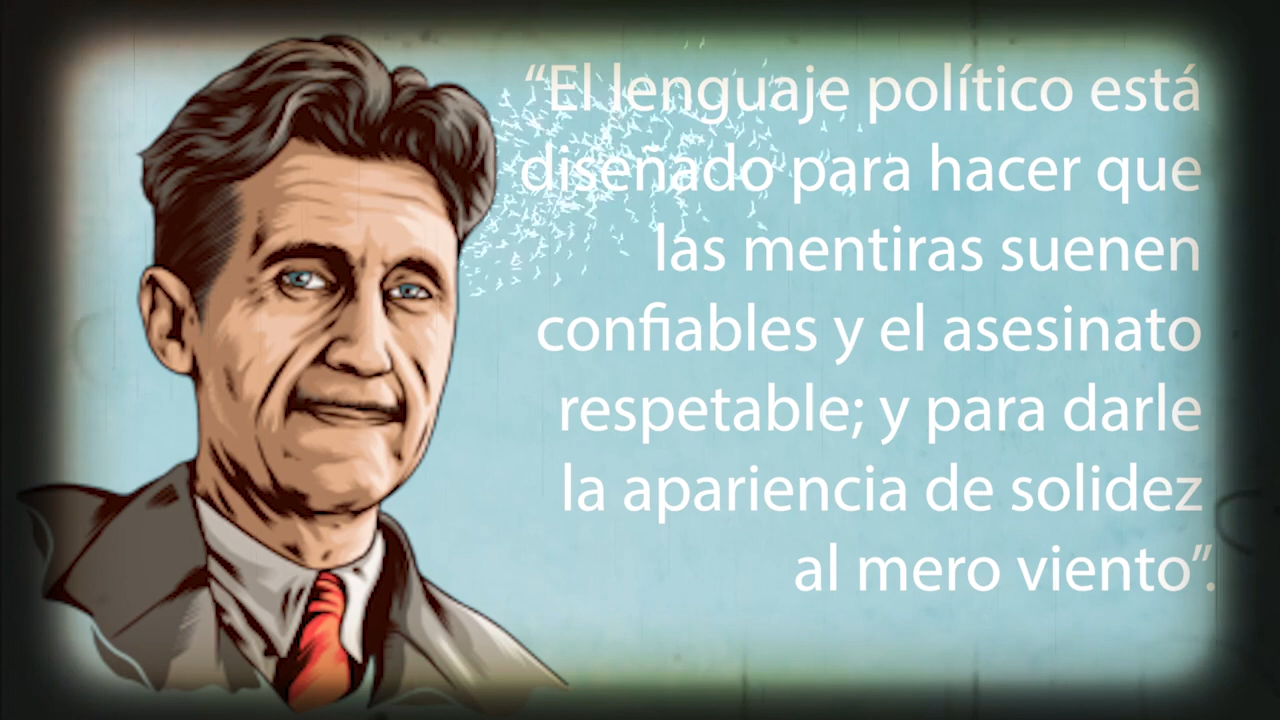 “El lenguaje político está
diseñado para hacer que
las mentiras suenen
confiables y el asesinato
respetable; y para darle
la apariencia de solidez
al mero viento”.